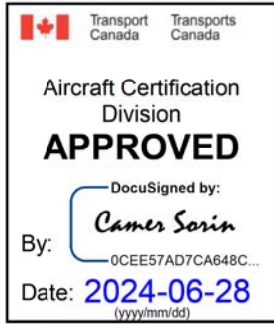 Transport Transports
Canada Canada
Aircraft Certification
Division
APPROVED
DocuSigned by:
Camer Sorin
By:
0CEE57AD7CA648C...
Date: 2024-06-28
(yyyy/mm/dd)